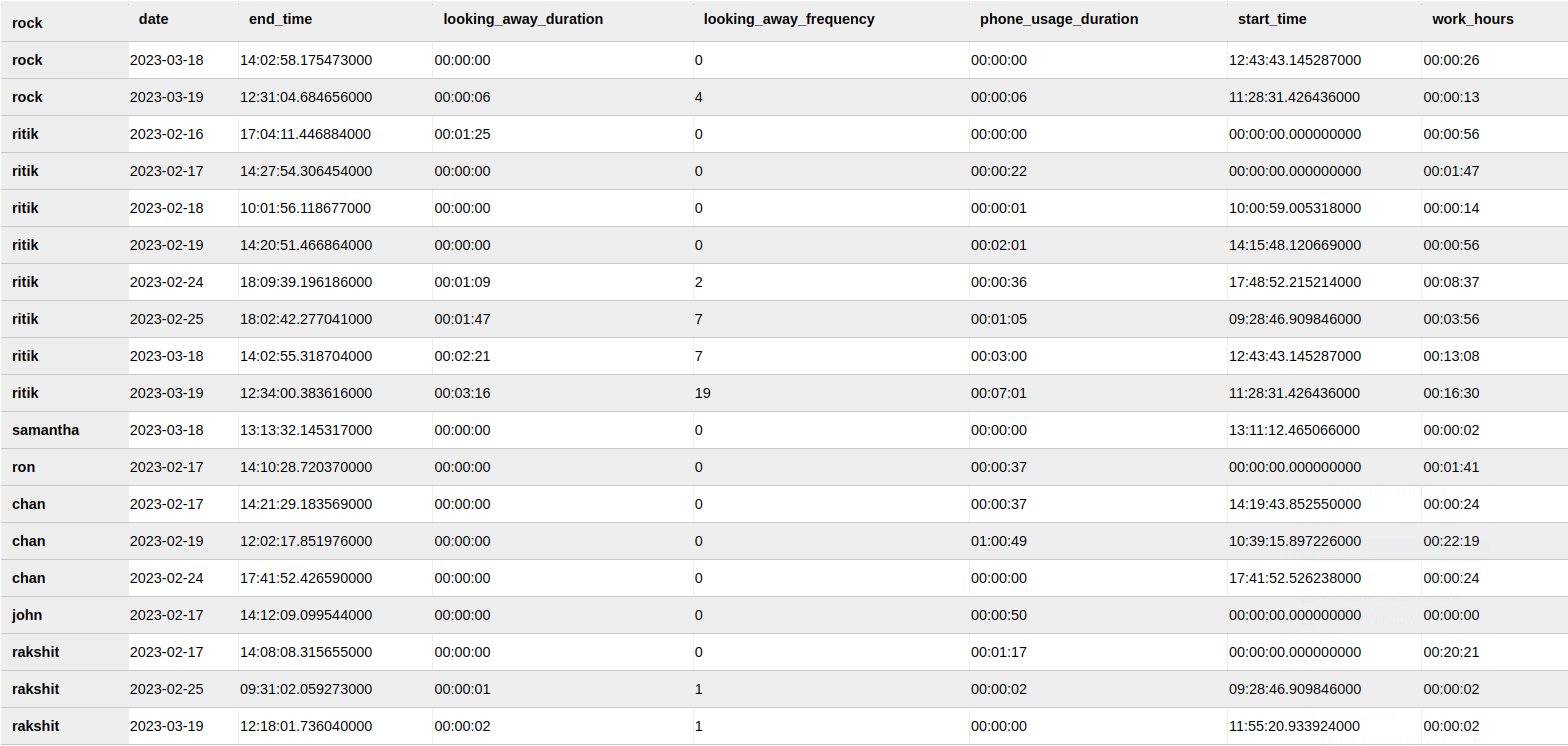 rock date end_time looking_away_duration looking_away_frequency phone_usage_duration start_time work_hours
rock 2023-03-18 14:02:58.175473000 00:00:00 0 00:00:00 12:43:43.145287000 00:00:26
rock 2023-03-19 12:31:04.684656000 00:00:06 4 00:00:06 11:28:31.426436000 00:00:13
ritik 2023-02-16 17:04:11.446884000 00:01:25 0 00:00:00 00:00:00.000000000 00:00:56
ritik 2023-02-17 14:27:54.306454000 00:00:00 0 00:00:22 00:00:00.000000000 00:01:47
ritik 2023-02-18 10:01:56.118677000 00:00:00 0 00:00:01 10:00:59.005318000 00:00:14
ritik 2023-02-19 14:20:51.466864000 00:00:00 0 00:02:01 14:15:48.120669000 00:00:56
ritik 2023-02-24 18:09:39.196186000 00:01:09 2 00:00:36 17:48:52.215214000 00:08:37
ritik 2023-02-25 18:02:42.277041000 00:01:47 7 00:01:05 09:28:46.909846000 00:03:56
ritik 2023-03-18 14:02:55.318704000 00:02:21 7 00:03:00 12:43:43.145287000 00:13:08
ritik 2023-03-19 12:34:00.383616000 00:03:16 19 00:07:01 11:28:31.426436000 00:16:30
samantha 2023-03-18 13:13:32.145317000 00:00:00 0 00:00:00 13:11:12.465066000 00:00:02
ron 2023-02-17 14:10:28.720370000 00:00:00 0 00:00:37 00:00:00.000000000 00:01:41
chan 2023-02-17 14:21:29.183569000 00:00:00 0 00:00:37 14:19:43.852550000 00:00:24
chan 2023-02-19 12:02:17.851976000 00:00:00 0 01:00:49 10:39:15.897226000 00:22:19
chan 2023-02-24 17:41:52.426590000 00:00:00 0 00:00:00 17:41:52.526238000 00:00:24
john 2023-02-17 14:12:09.099544000 00:00:00 0 00:00:50 00:00:00.000000000 00:00:00
rakshit 2023-02-17 14:08:08.315655000 00:00:00 0 00:01:17 00:00:00.000000000 00:20:21
rakshit 2023-02-25 09:31:02.059273000 00:00:01 1 00:00:02 09:28:46.909846000 00:00:02
rakshit 2023-03-19 12:18:01.736040000 00:00:02 1 00:00:00 11:55:20.933924000 00:00:02